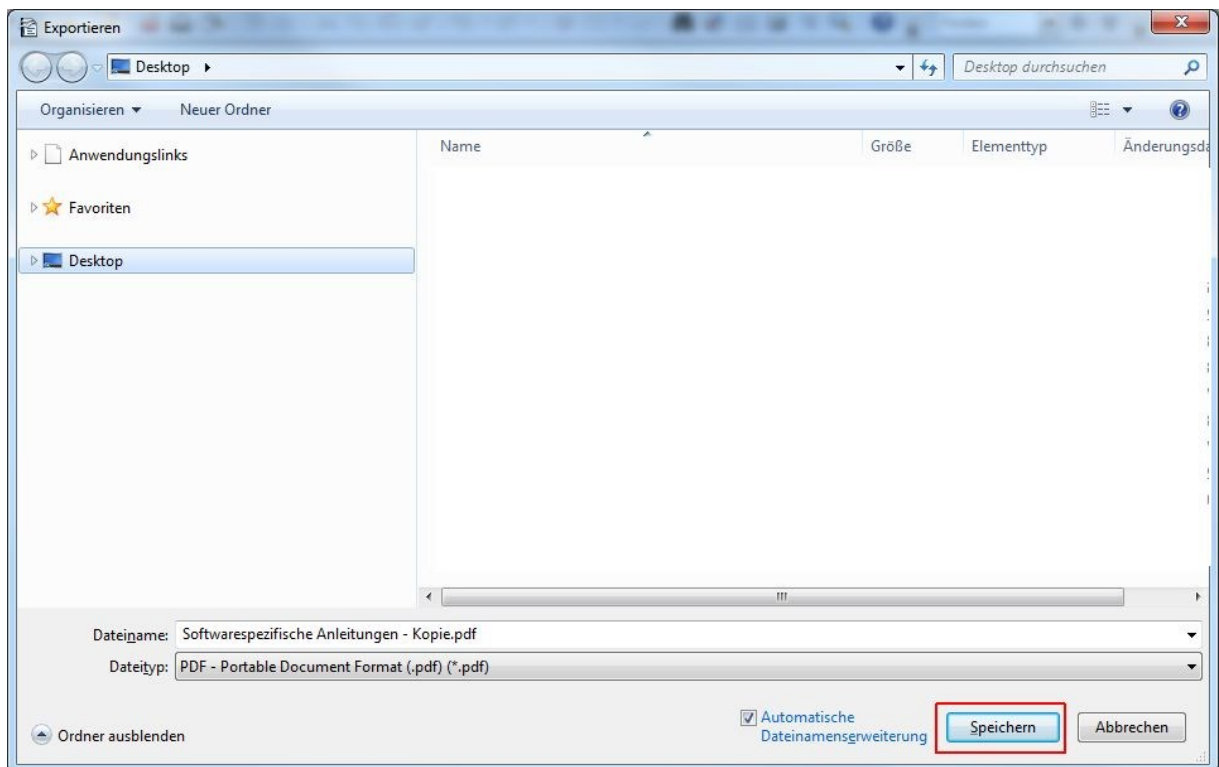 Exportieren
Desktop
Desktop durchsuchen
Organisieren
Neuer Ordner
Name
Größe
Elementtyp
Änderungsda
Anwendungslinks
Favoriten
Desktop
Dateiname: Softwarespezifische Anleitungen - Kopie.pdf
Dateityp: PDF - Portable Document Format (.pdf) (*.pdf)
Automatische
Dateinamenserweiterung
Ordner ausblenden
Speichern
Abbrechen